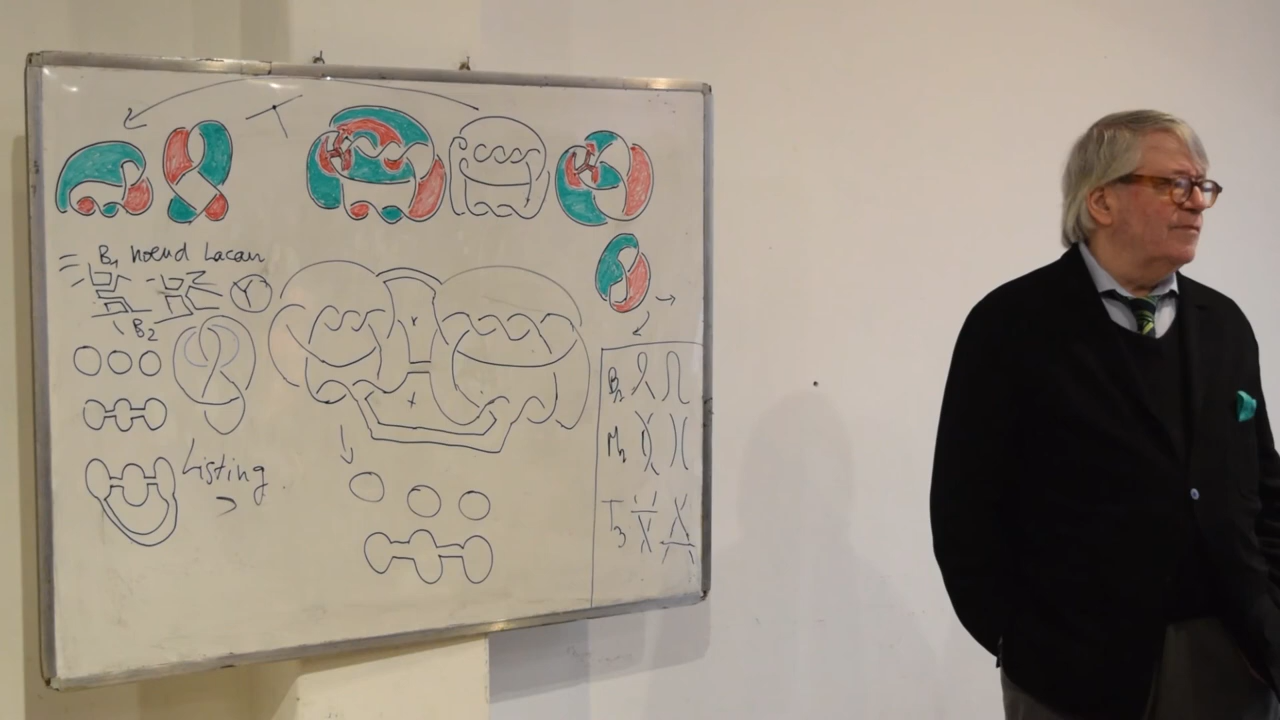 = B₁ noeud Lacan
B₂
Listing
B₂
M₂
T₃